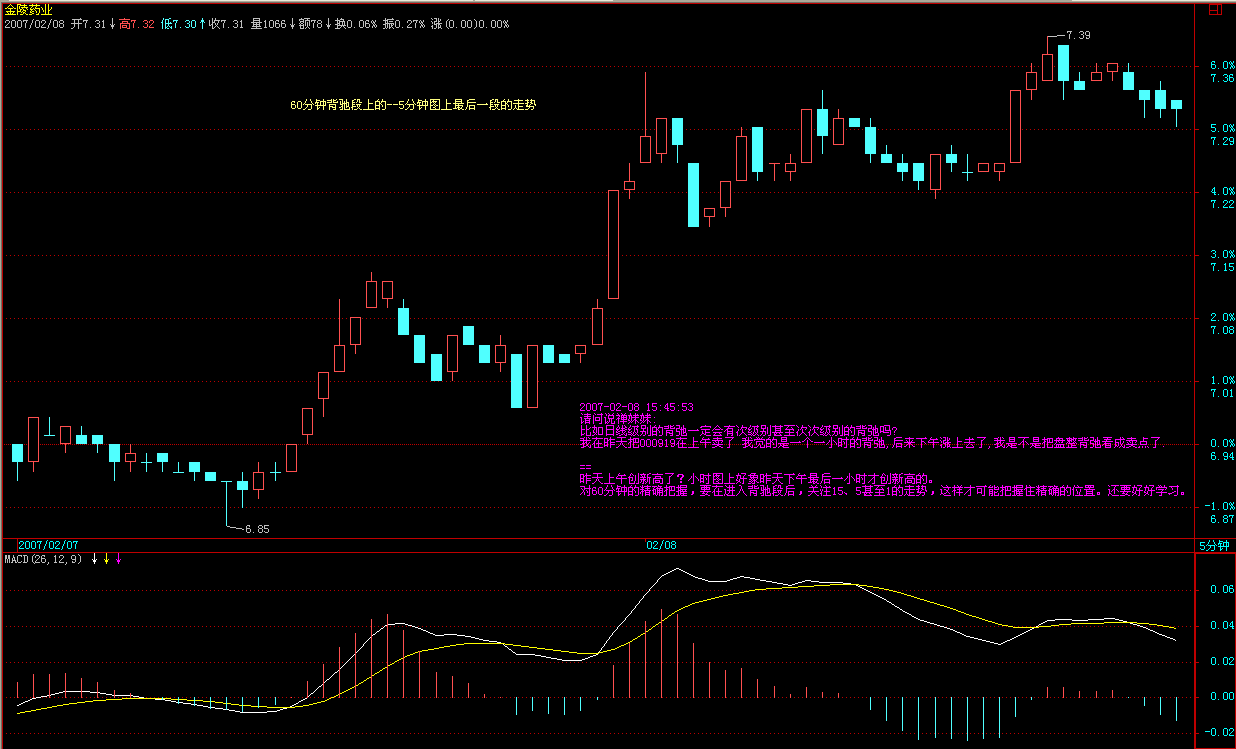 金陵药业
2007/02/08 开7.31↓高7.32 低7.30↑收7.31 量1066↓额78↓换0.06% 振0.27% 涨(0.00)0.00%
7.39
6.0%
7.36
60分钟背驰段上的--5分钟图上最后一段的走势
5.0%
7.29
4.0%
7.22
3.0%
7.15
2.0%
7.08
1.0%
7.01
2007-02-08 15:45:53
请问说禅妹妹:
比如日线级别的背弛一定会有次级别甚至次次级别的背弛吗?
我在昨天把000919在上午卖了 我觉的是一个一小时的背弛,后来下午涨上去了,我是不是把盘整背弛看成卖点了.
0.0%
6.94
==
昨天上午创新高了？小时图上好象昨天下午最后一小时才创新高的。
对60分钟的精确把握，要在进入背驰段后，关注15、5甚至1的走势，这样才可能把握住精确的位置。还要好好学习。
-1.0%
6.87
6.85
2007/02/07
02/08
5分钟
MACD(26,12,9) ↓ ↓ ↓
0.06
0.04
0.02
0.00
-0.02